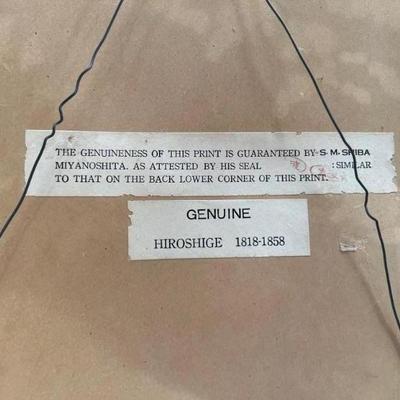 THE GENUINENESS OF THIS PRINT IS GUARANTEED BY S. M. SHIBA
MIYANOSHITA. AS ATTESTED BY HIS SEAL :SIMILAR
TO THAT ON THE BACK LOWER CORNER OF THIS PRINT.
GENUINE
HIROSHIGE 1818-1858